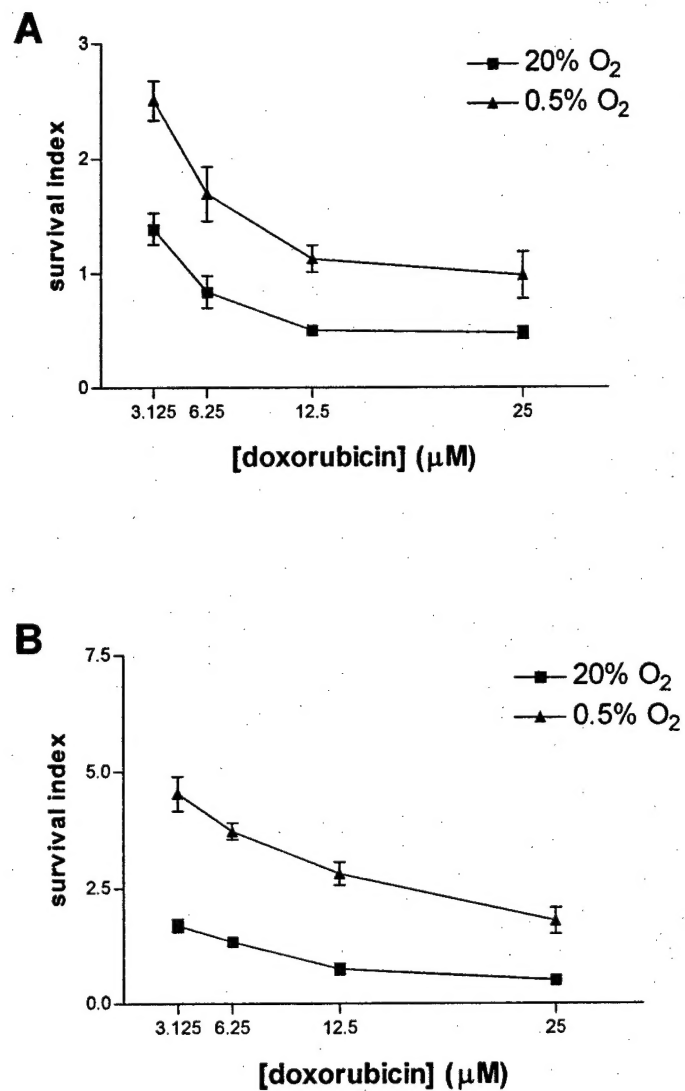 A
3
20% O₂
0.5% O₂
2
survival index
1
0
3.125 6.25 12.5 25
[doxorubicin] (μM)
B
7.5
20% O₂
0.5% O₂
5.0
survival index
2.5
0.0
3.125 6.25 12.5 25
[doxorubicin] (μM)